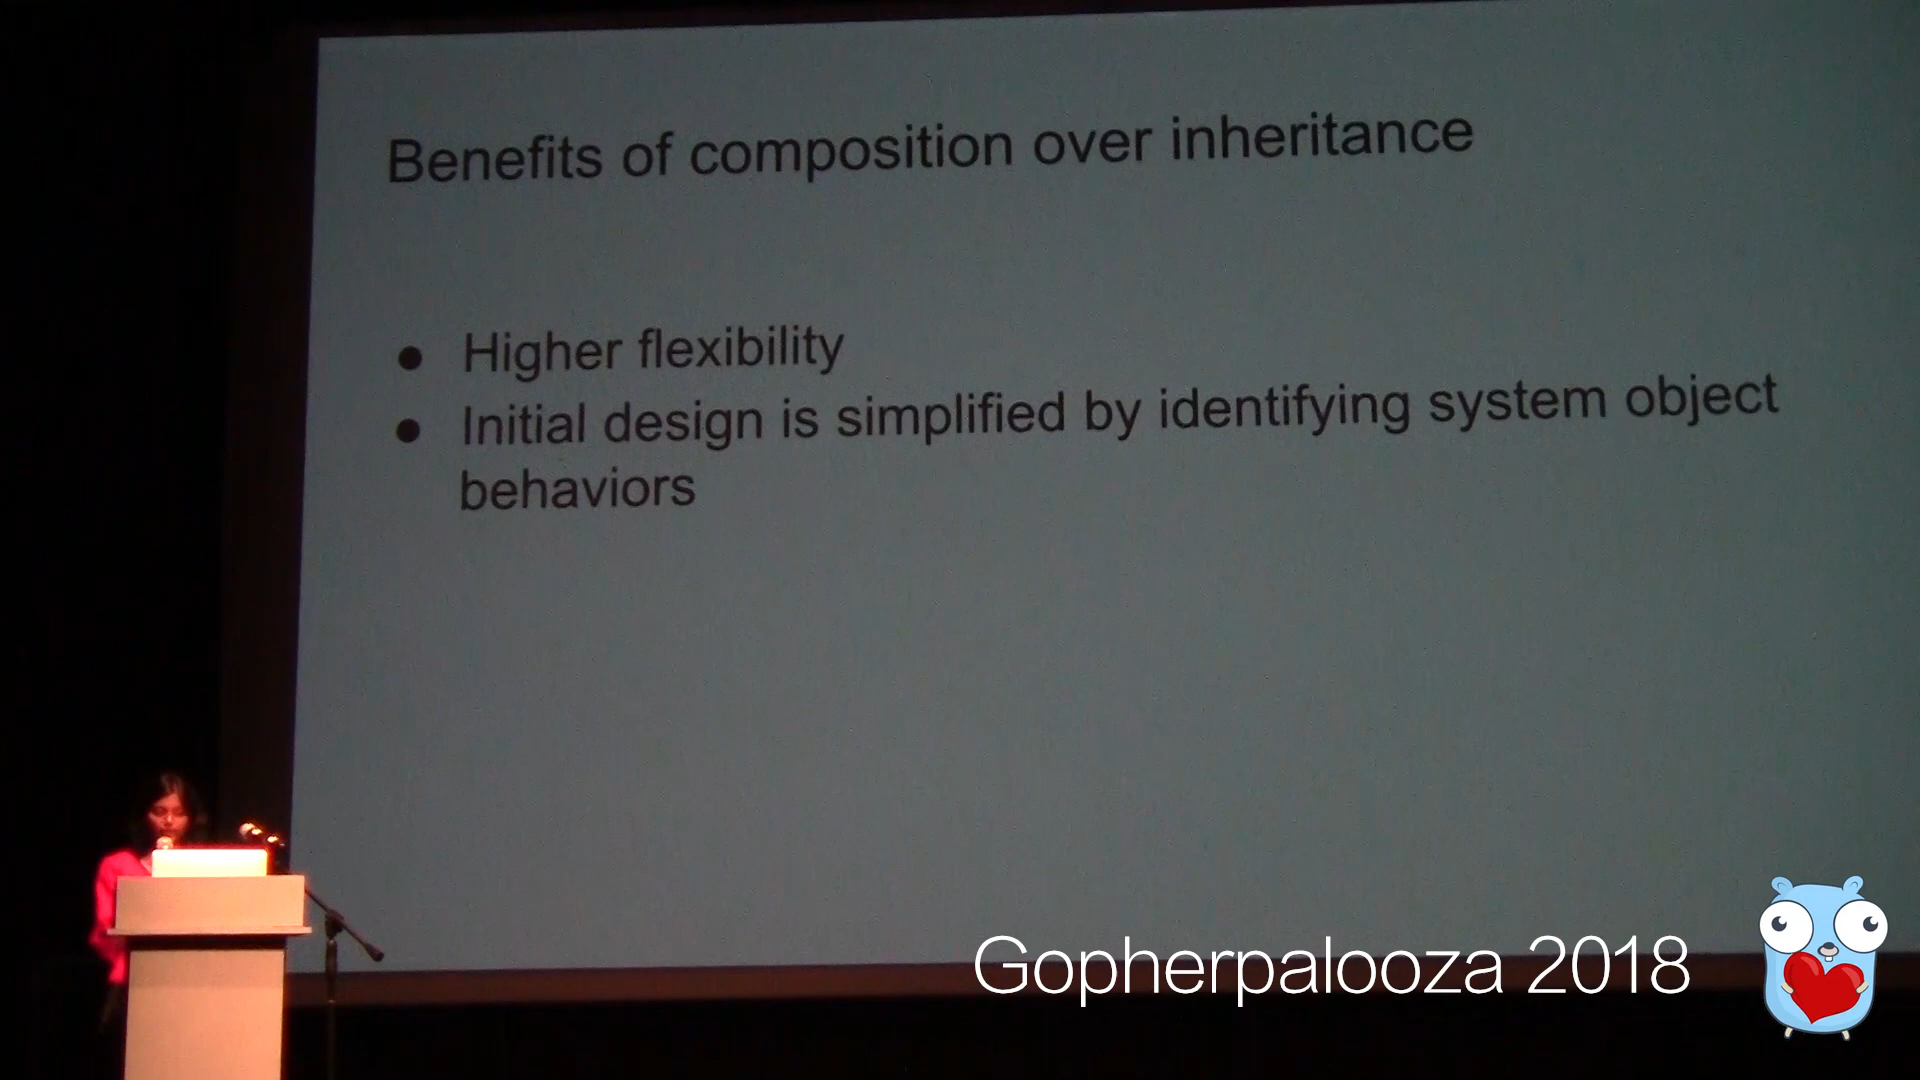 Benefits of composition over inheritance
● Higher flexibility
● Initial design is simplified by identifying system object
behaviors
Gopherpalooza 2018